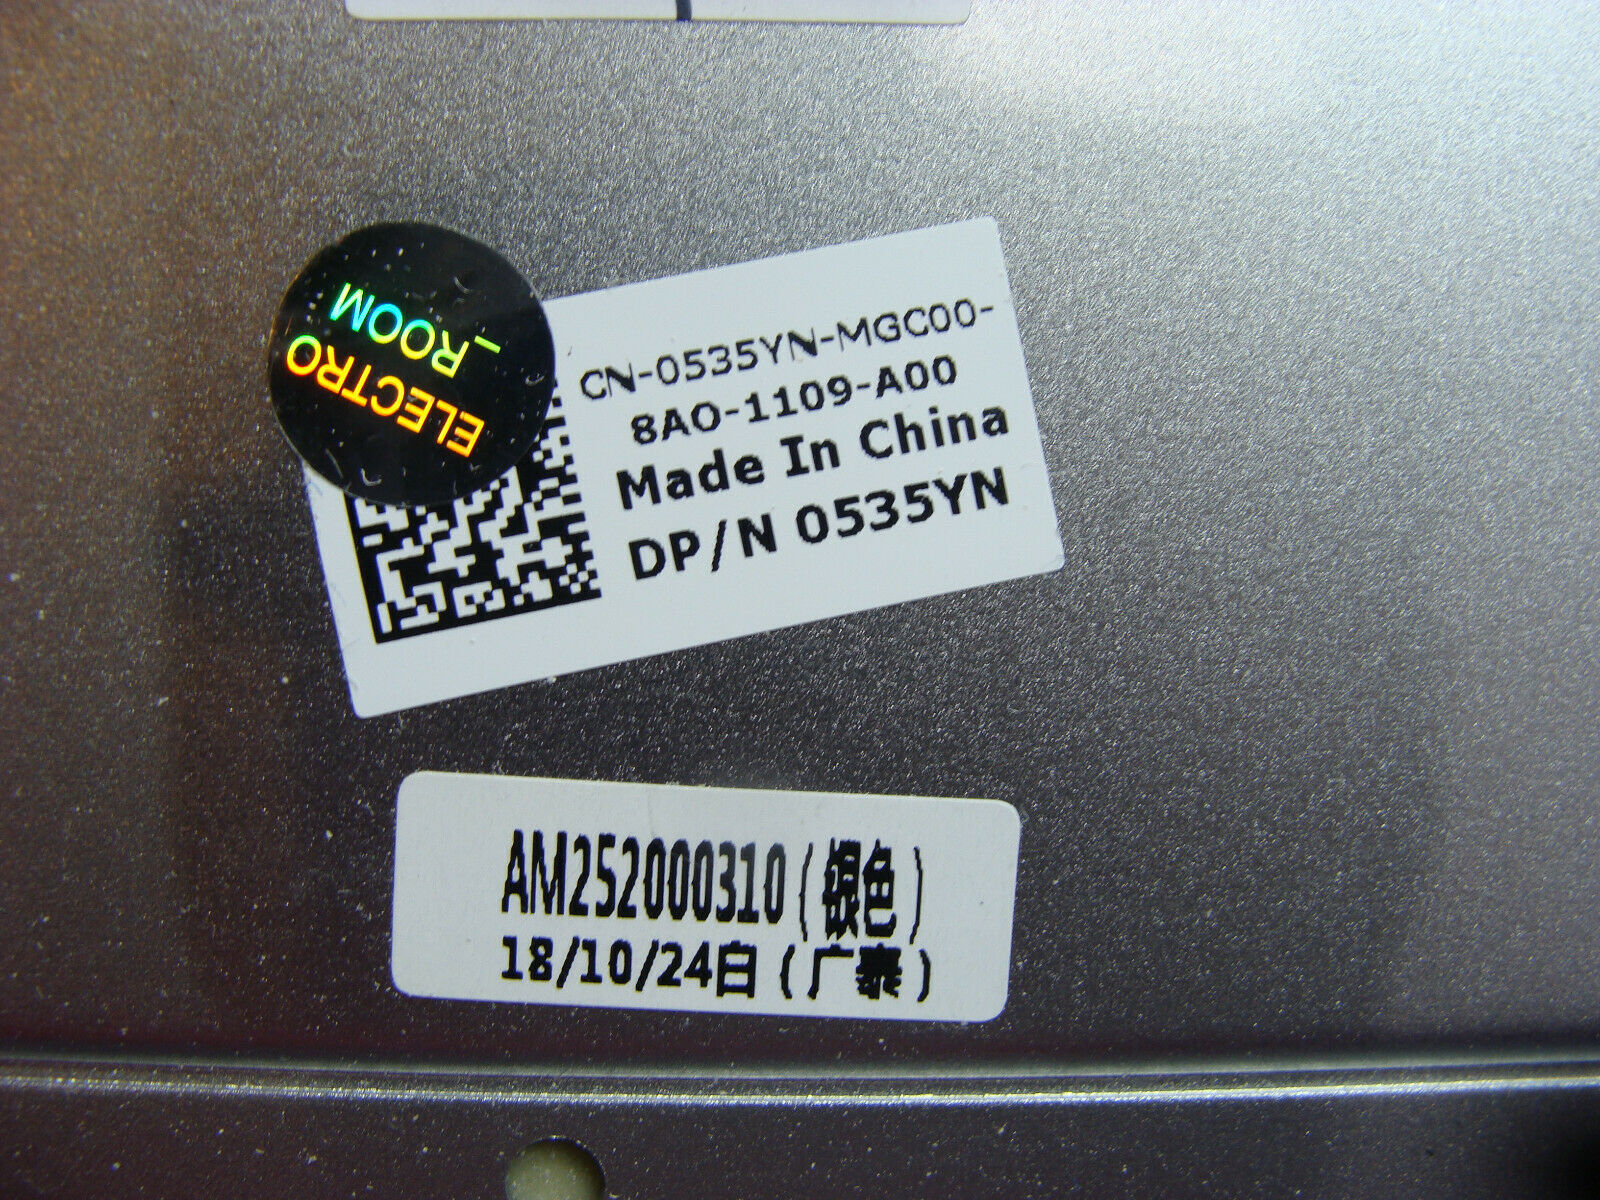 ELECTRO
_ROOM
CN-0535YN-MGC00-
8AO-1109-A00
Made In China
DP/N 0535YN
AM252000310(银色)
18/10/24白(广泰)